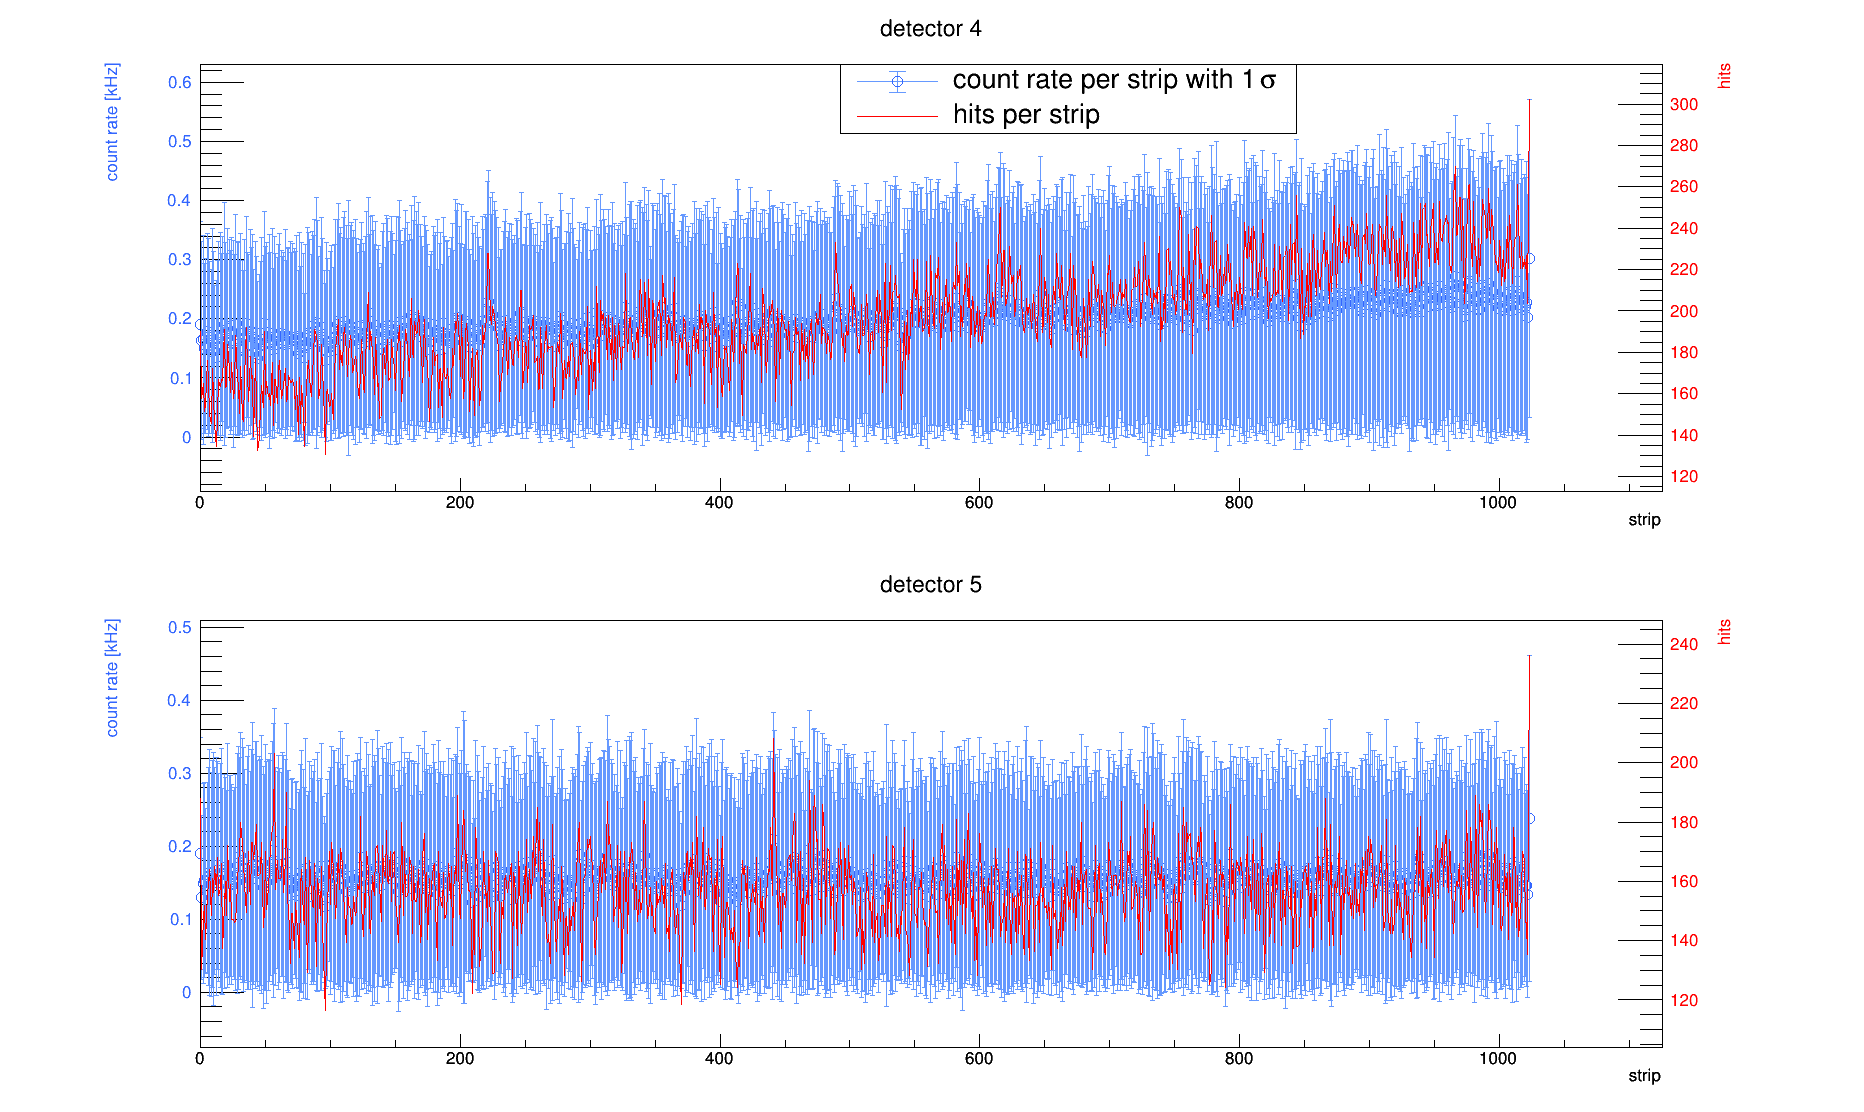 detector 4
count rate [kHz]
hits
count rate per strip with 1 σ
hits per strip
0.6
0.5
0.4
0.3
0.2
0.1
0
300
280
260
240
220
200
180
160
140
120
0 200 400 600 800 1000
strip
detector 5
count rate [kHz]
hits
0.5
0.4
0.3
0.2
0.1
0
240
220
200
180
160
140
120
0 200 400 600 800 1000
strip